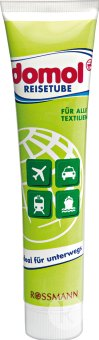 domol
REISETUBE
FÜR ALLE
TEXTILIEN
ideal für unterwegs
ROSSMANN